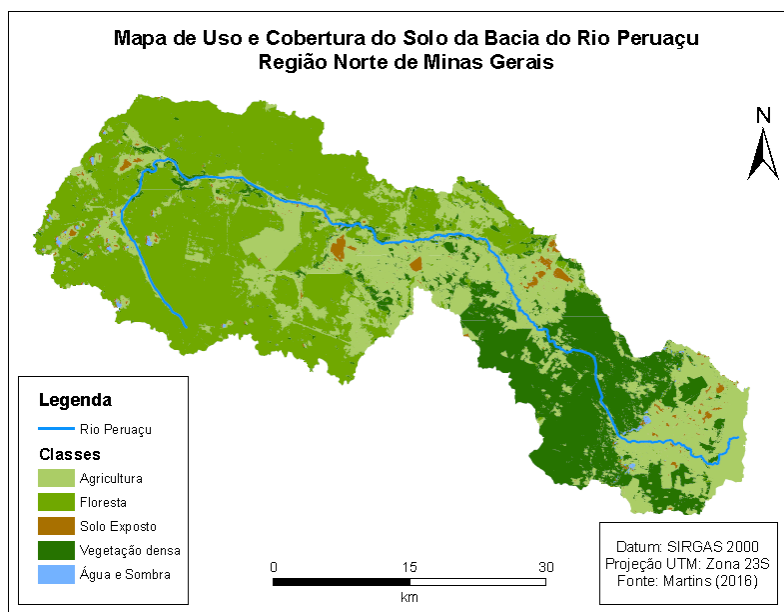 Mapa de Uso e Cobertura do Solo da Bacia do Rio Peruaçu
Região Norte de Minas Gerais
N
Legenda
Rio Peruaçu
Classes
Agricultura
Floresta
Solo Exposto
Vegetação densa
Água e Sombra
0 15 30
km
Datum: SIRGAS 2000
Projeção UTM: Zona 23S
Fonte: Martins (2016)